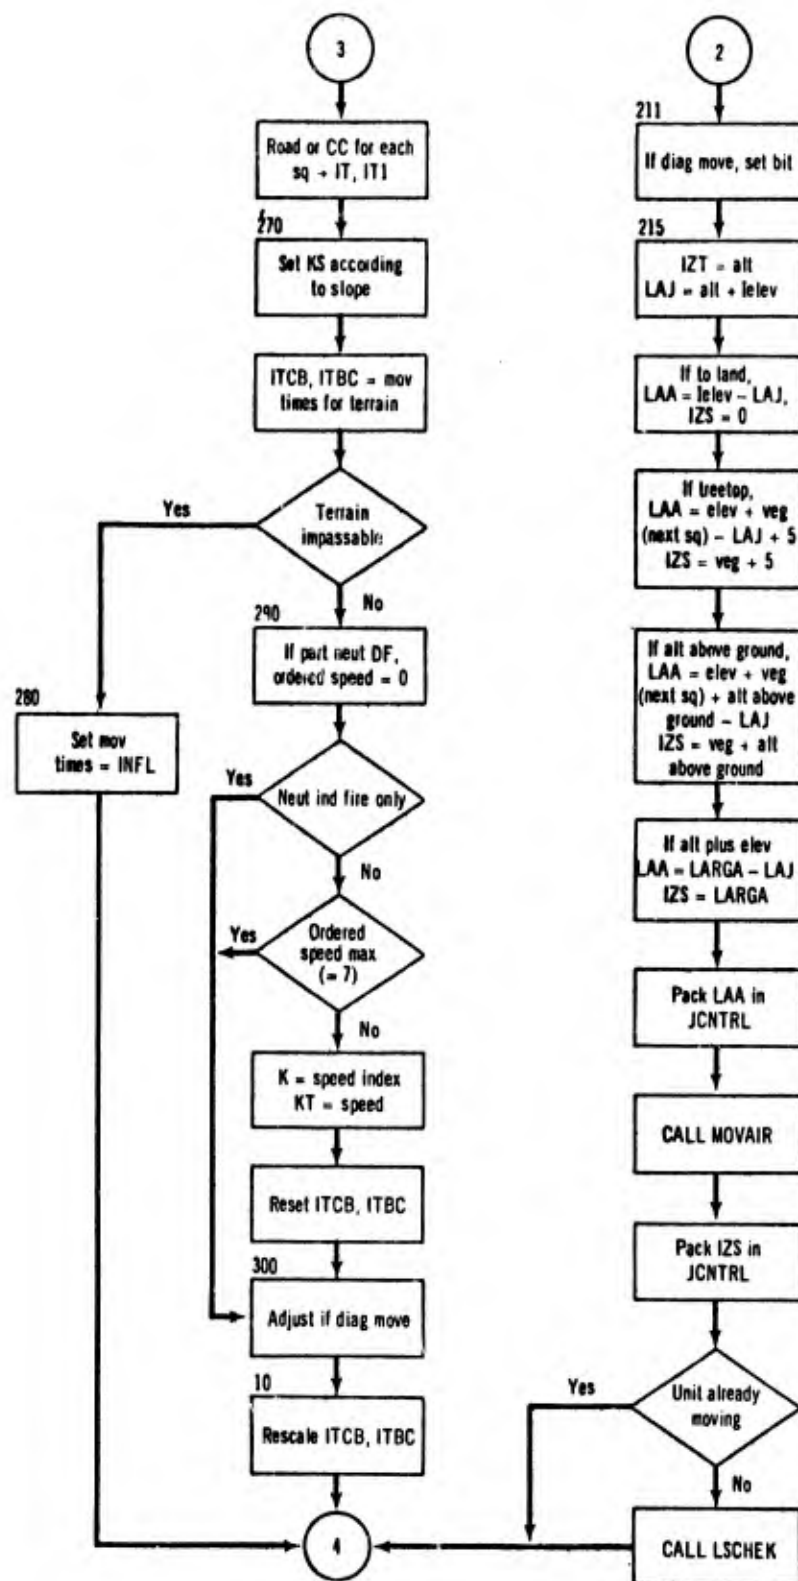 3
Road or CC for each
sq → IT, IT1
270
Set KS according
to slope
ITCB, ITBC = mov
times for terrain
Terrain
impassable
Yes
No
290
If part neut DF,
ordered speed = 0
280
Set mov
times = INFL
Neut ind fire only
Yes
No
Ordered
speed max
(= 7)
Yes
No
K = speed index
KT = speed
Reset ITCB, ITBC
300
Adjust if diag move
10
Rescale ITCB, ITBC
4
2
211
If diag move, set bit
215
IZT = alt
LAJ = alt + lelev
If to land,
LAA = lelev - LAJ,
IZS = 0
If treetop,
LAA = elev + veg
(next sq) - LAJ + 5
IZS = veg + 5
If alt above ground,
LAA = elev + veg
(next sq) + alt above
ground - LAJ
IZS = veg + alt
above ground
If alt plus elev
LAA = LARGA - LAJ
IZS = LARGA
Pack LAA in
JCNTRL
CALL MOVAIR
Pack IZS in
JCNTRL
Unit already
moving
Yes
No
CALL LSCHEK